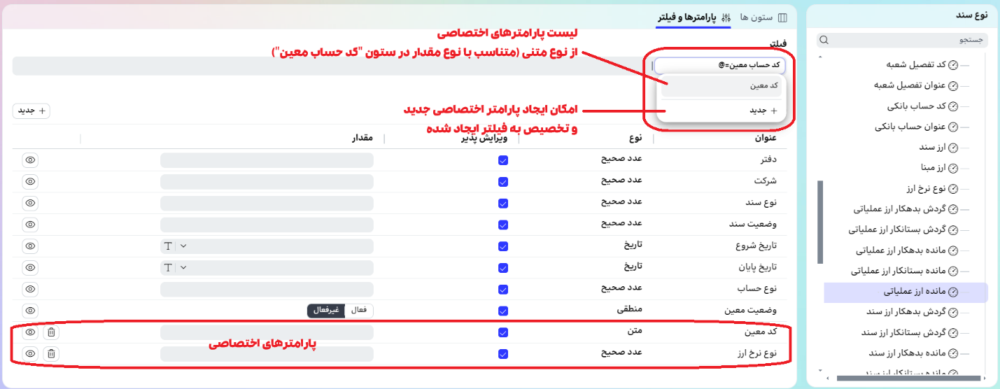 نوع سند
جستجو
کد تفصیل شعبه
عنوان تفصیل شعبه
کد حساب بانکی
عنوان حساب بانکی
ارز سند
ارز مبنا
نوع نرخ ارز
گردش بدهکار ارز عملیاتی
گردش بستانکار ارز عملیاتی
مانده بدهکار ارز عملیاتی
مانده بستانکار ارز عملیاتی
مانده ارز عملیاتی
گردش بدهکار ارز سند
گردش بستانکار ارز سند
مانده بدهکار ارز سند
مانده بستانکار ارز سند
ستون ها پارامترها و فیلتر
فیلتر
کد حساب معین=@
کد معین
+ جدید
لیست پارامترهای اختصاصی
از نوع متنی (متناسب با نوع مقدار در ستون "کد حساب معین")
امکان ایجاد پارامتر اختصاصی جدید
و تخصیص به فیلتر ایجاد شده
+ جدید
عنوان نوع ویرایش پذیر مقدار
دفتر عدد صحیح
شرکت عدد صحیح
نوع سند عدد صحیح
وضعیت سند عدد صحیح
تاریخ شروع تاریخ T
تاریخ پایان تاریخ T
نوع حساب عدد صحیح
وضعیت معین منطقی فعال غیرفعال
کد معین متن
پارامترهای اختصاصی
نوع نرخ ارز عدد صحیح